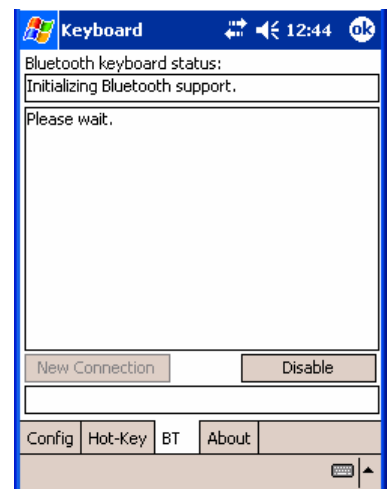 Keyboard 12:44 ok
Bluetooth keyboard status:
Initializing Bluetooth support.
Please wait.
New Connection Disable
Config Hot-Key BT About